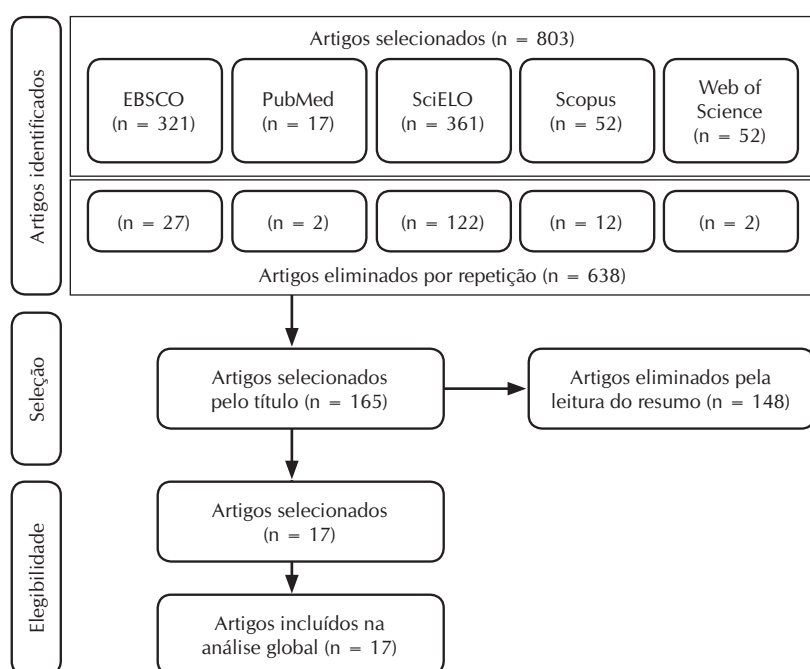 Artigos identificados
Artigos selecionados (n = 803)
EBSCO
(n = 321)
PubMed
(n = 17)
SciELO
(n = 361)
Scopus
(n = 52)
Web of
Science
(n = 52)
(n = 27)
(n = 2)
(n = 122)
(n = 12)
(n = 2)
Artigos eliminados por repetição (n = 638)
Seleção
Artigos selecionados
pelo título (n = 165)
Artigos eliminados pela
leitura do resumo (n = 148)
Elegibilidade
Artigos selecionados
(n = 17)
Artigos incluídos na
análise global (n = 17)